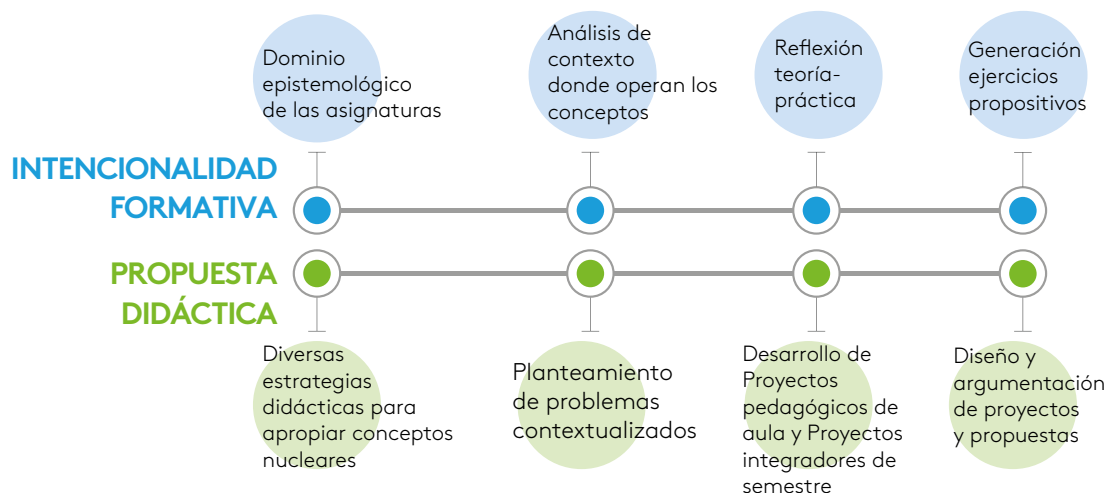 Dominio
epistemológico
de las asignaturas
Análisis de
contexto
donde operan los
conceptos
Reflexión
teoría-
práctica
Generación
ejercicios
propositivos
INTENCIONALIDAD
FORMATIVA
PROPUESTA
DIDÁCTICA
Diversas
estrategias
didácticas para
apropiar conceptos
nucleares
Planteamiento
de problemas
contextualizados
Desarrollo de
Proyectos
pedagógicos de
aula y Proyectos
integradores de
semestre
Diseño y
argumentación
de proyectos
y propuestas